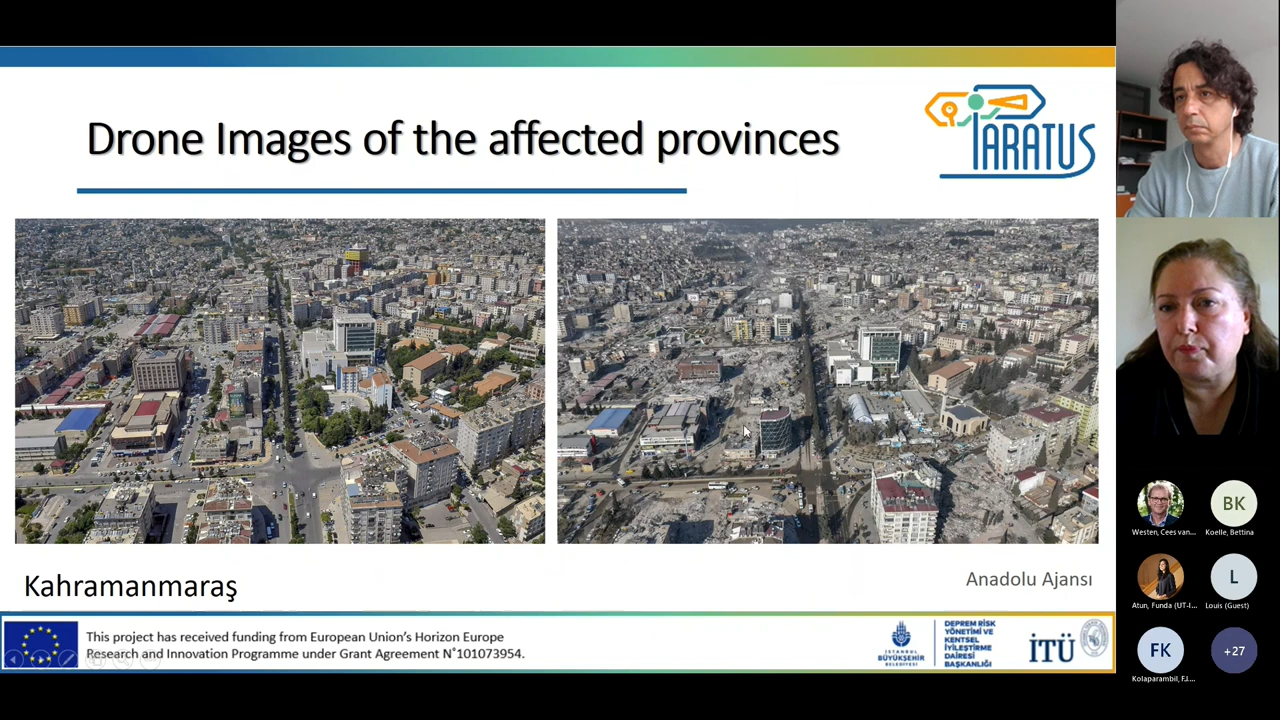 Drone Images of the affected provinces
PARATUS
Kahramanmaraş
Anadolu Ajansı
This project has received funding from European Union's Horizon Europe
Research and Innovation Programme under Grant Agreement N°101073954.
İSTANBUL
BÜYÜKŞEHİR
BELEDİYESİ
DEPREM RİSK
YÖNETİMİ VE
KENTSEL
İYİLEŞTİRME
DAİRESİ
BAŞKANLIĞI
İTÜ
Westen, Cees van...
BK
Koelle, Bettina
Atun, Funda (UT-I...
L
Louis (Guest)
FK
Kolaparambil, F.I....
+27